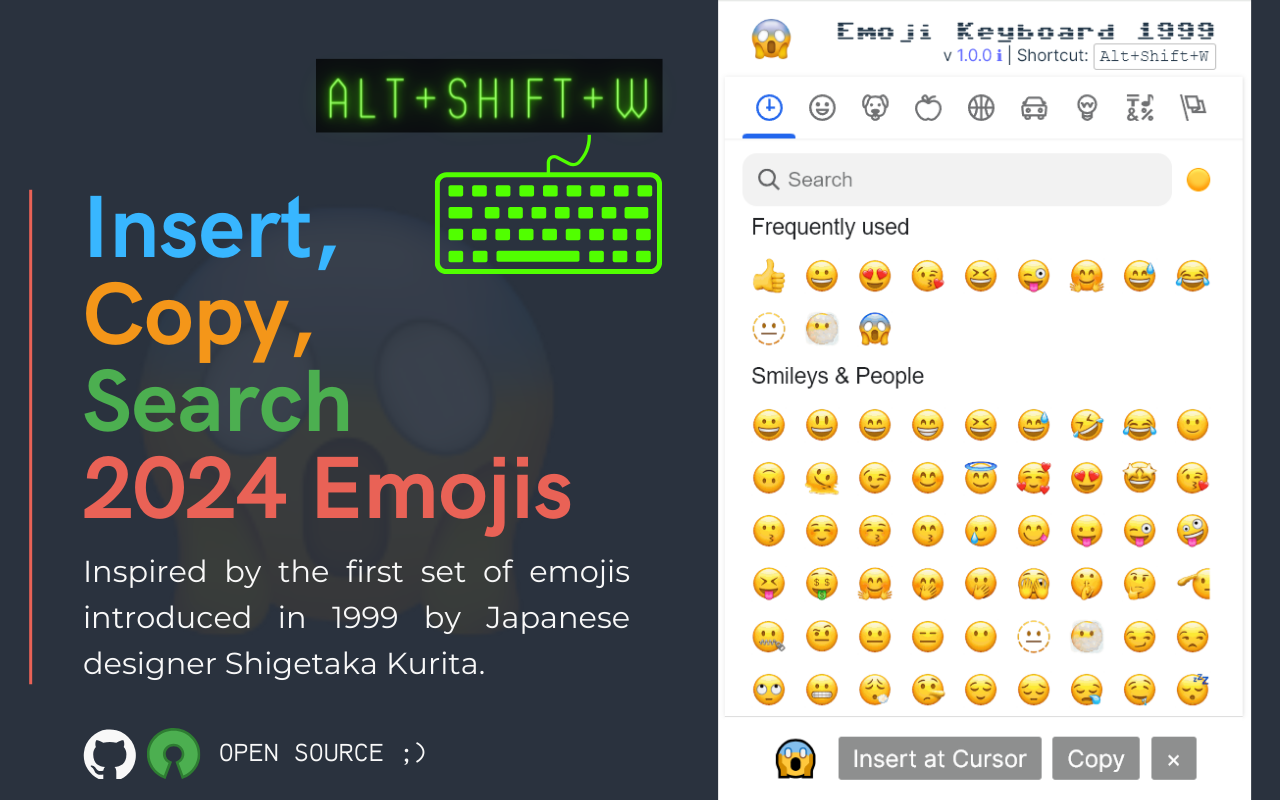 ALT+SHIFT+W
Insert,
Copy,
Search
2024 Emojis
Inspired by the first set of emojis
introduced in 1999 by Japanese
designer Shigetaka Kurita.
OPEN SOURCE ;)
Emoji Keyboard 1999
v 1.0.0 ℹ | Shortcut: Alt+Shift+W
Search
Frequently used
Smileys & People
Insert at Cursor Copy ×